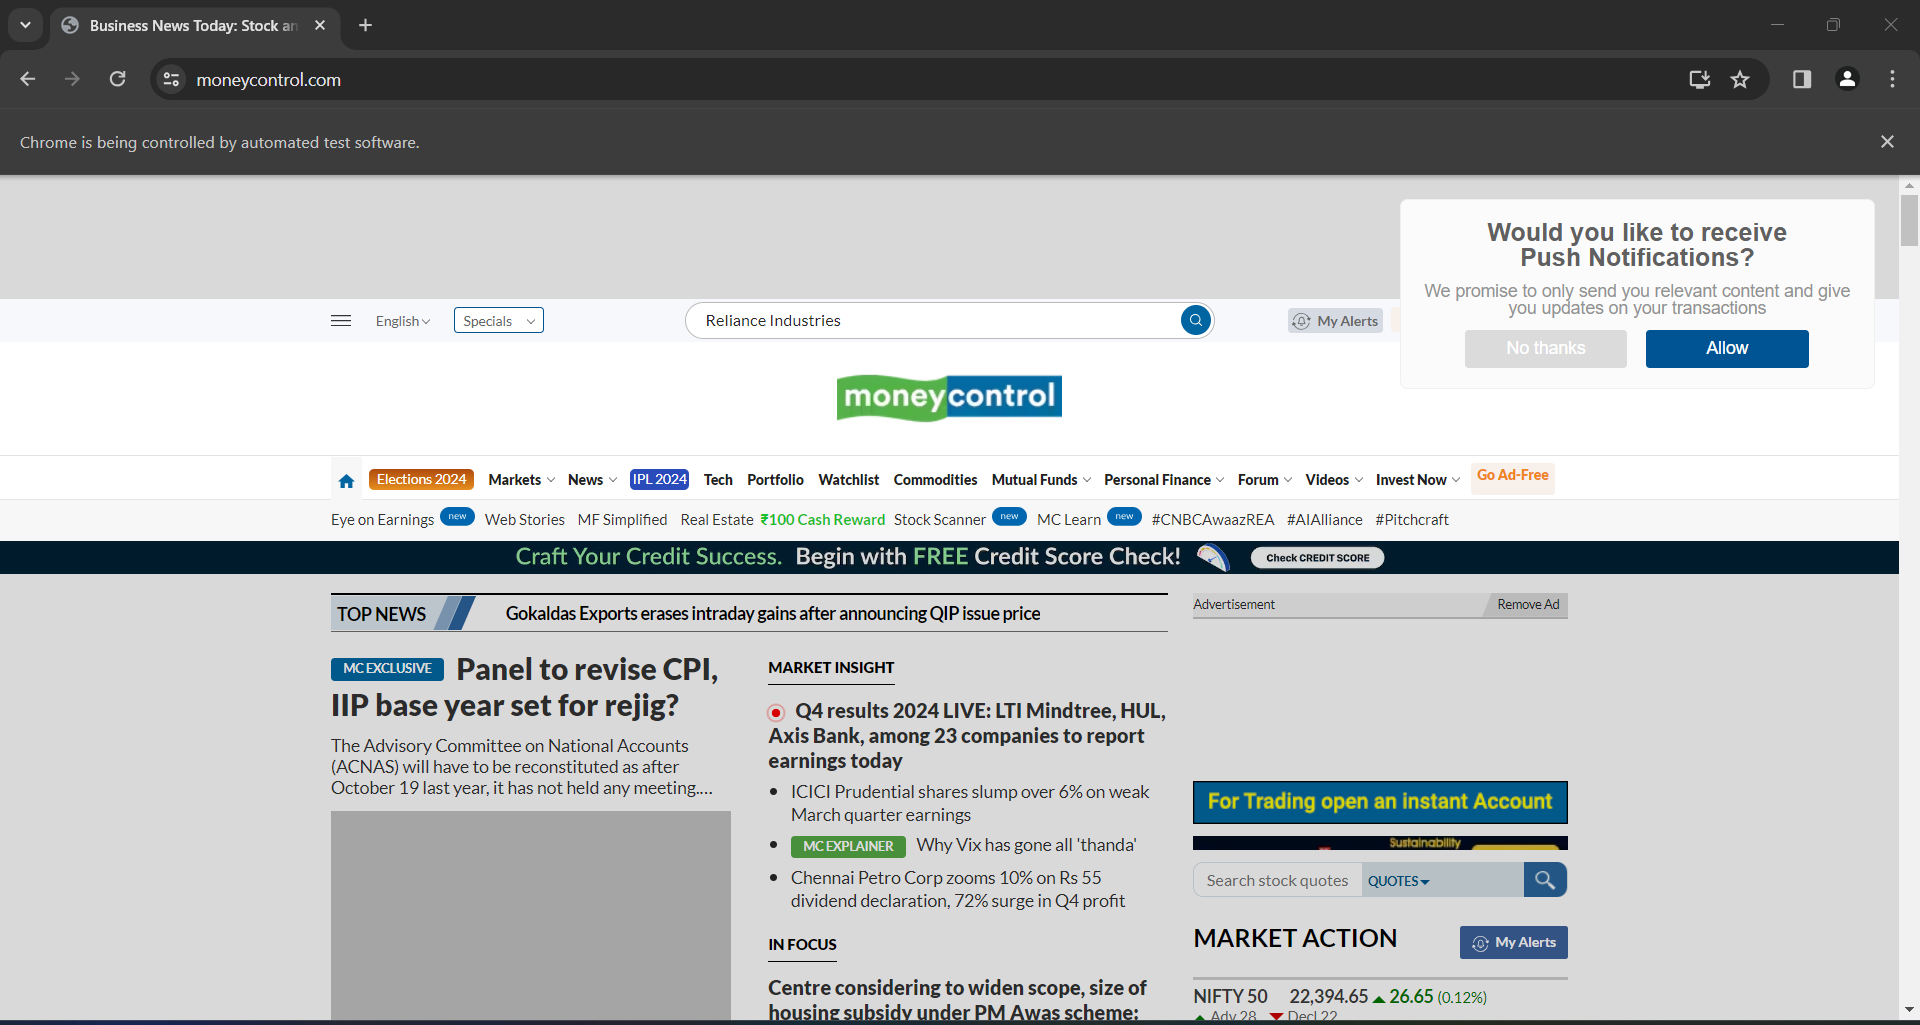 Business News Today: Stock an
moneycontrol.com
Chrome is being controlled by automated test software.
Would you like to receive
Push Notifications?
We promise to only send you relevant content and give
you updates on your transactions
No thanks
Allow
English
Specials
Reliance Industries
My Alerts
moneycontrol
Elections 2024
Markets
News
IPL 2024
Tech
Portfolio
Watchlist
Commodities
Mutual Funds
Personal Finance
Forum
Videos
Invest Now
Go Ad-Free
Eye on Earnings new
Web Stories
MF Simplified
Real Estate
₹100 Cash Reward
Stock Scanner new
MC Learn new
#CNBCAwaazREA
#AIAlliance
#Pitchcraft
Craft Your Credit Success. Begin with FREE Credit Score Check!
Check CREDIT SCORE
TOP NEWS
Gokaldas Exports erases intraday gains after announcing QIP issue price
MC EXCLUSIVE Panel to revise CPI,
IIP base year set for rejig?
The Advisory Committee on National Accounts
(ACNAS) will have to be reconstituted as after
October 19 last year, it has not held any meeting....
MARKET INSIGHT
Q4 results 2024 LIVE: LTI Mindtree, HUL,
Axis Bank, among 23 companies to report
earnings today
ICICI Prudential shares slump over 6% on weak
March quarter earnings
MC EXPLAINER Why Vix has gone all 'thanda'
Chennai Petro Corp zooms 10% on Rs 55
dividend declaration, 72% surge in Q4 profit
IN FOCUS
Centre considering to widen scope, size of
housing subsidy under PM Awas scheme:
Advertisement
Remove Ad
For Trading open an instant Account
Sustainability
Search stock quotes
QUOTES
MARKET ACTION
My Alerts
NIFTY 50 22,394.65 26.65 (0.12%)
Adv 28 Decl 22